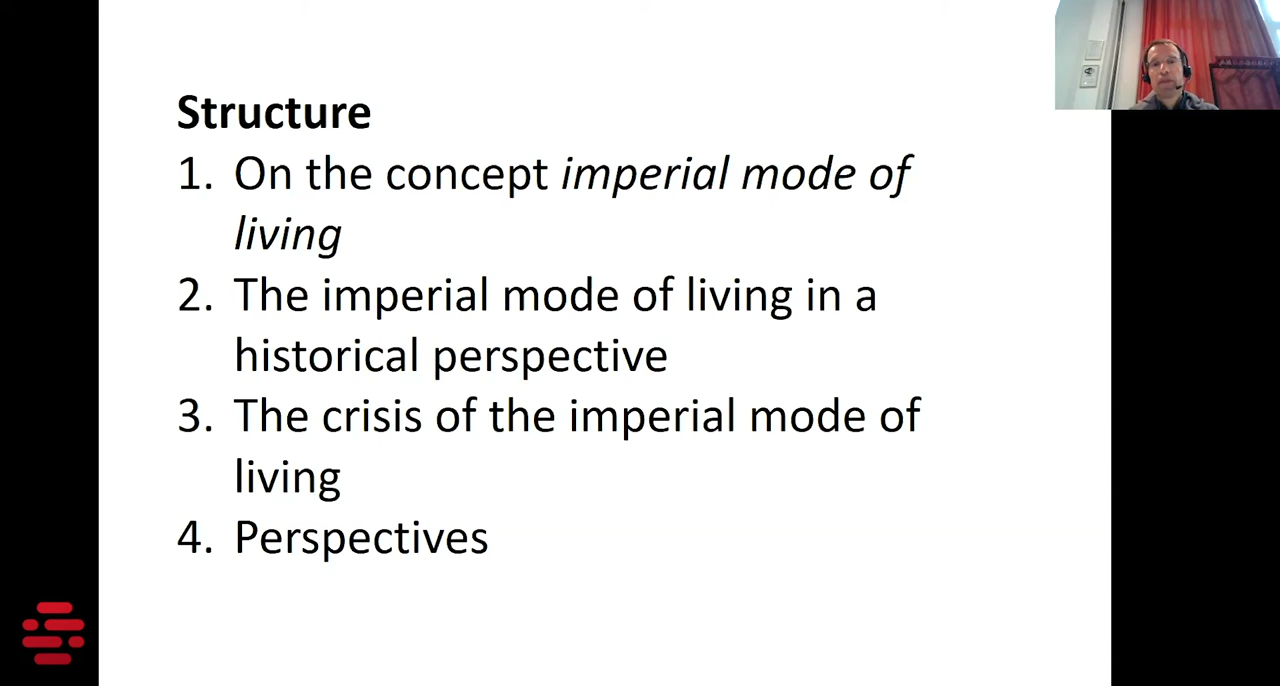 Structure
1. On the concept imperial mode of
living
2. The imperial mode of living in a
historical perspective
3. The crisis of the imperial mode of
living
4. Perspectives